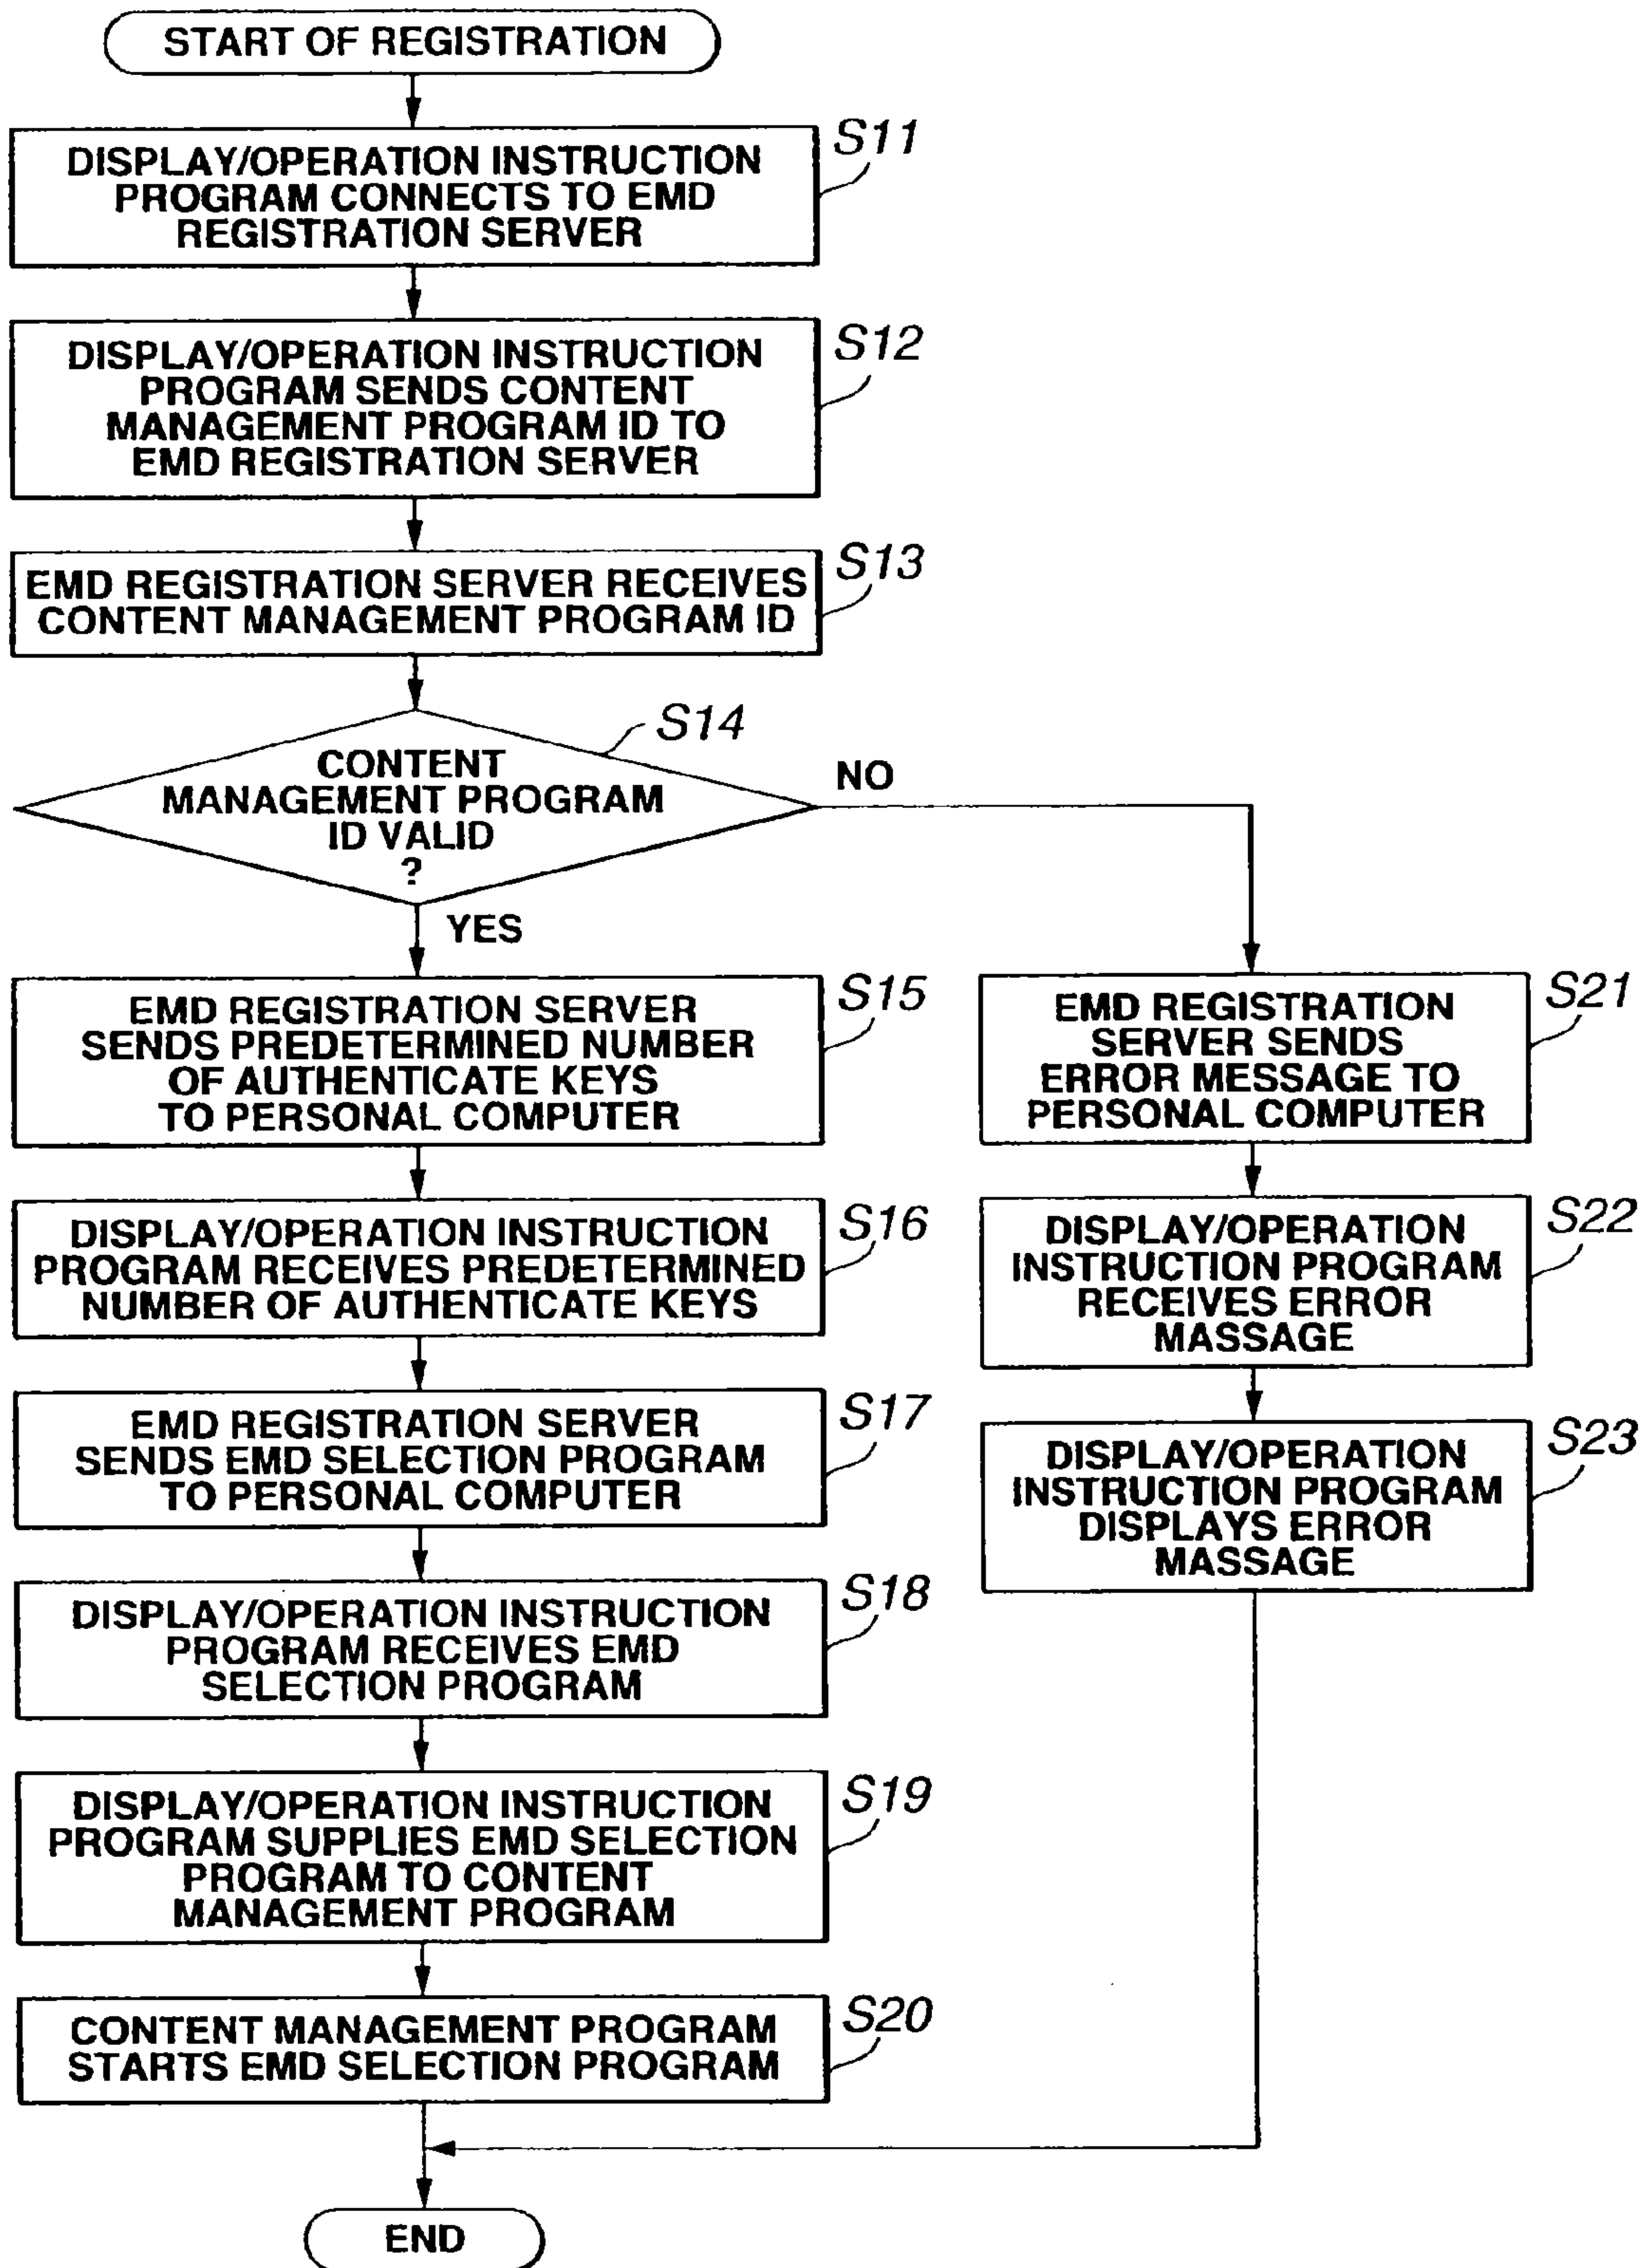 START OF REGISTRATION
S11
DISPLAY/OPERATION INSTRUCTION
PROGRAM CONNECTS TO EMD
REGISTRATION SERVER
S12
DISPLAY/OPERATION INSTRUCTION
PROGRAM SENDS CONTENT
MANAGEMENT PROGRAM ID TO
EMD REGISTRATION SERVER
S13
EMD REGISTRATION SERVER RECEIVES
CONTENT MANAGEMENT PROGRAM ID
S14
CONTENT
MANAGEMENT PROGRAM
ID VALID
?
NO
YES
S15
EMD REGISTRATION SERVER
SENDS PREDETERMINED NUMBER
OF AUTHENTICATE KEYS
TO PERSONAL COMPUTER
S16
DISPLAY/OPERATION INSTRUCTION
PROGRAM RECEIVES PREDETERMINED
NUMBER OF AUTHENTICATE KEYS
S17
EMD REGISTRATION SERVER
SENDS EMD SELECTION PROGRAM
TO PERSONAL COMPUTER
S18
DISPLAY/OPERATION INSTRUCTION
PROGRAM RECEIVES EMD
SELECTION PROGRAM
S19
DISPLAY/OPERATION INSTRUCTION
PROGRAM SUPPLIES EMD SELECTION
PROGRAM TO CONTENT
MANAGEMENT PROGRAM
S20
CONTENT MANAGEMENT PROGRAM
STARTS EMD SELECTION PROGRAM
S21
EMD REGISTRATION
SERVER SENDS
ERROR MESSAGE TO
PERSONAL COMPUTER
S22
DISPLAY/OPERATION
INSTRUCTION PROGRAM
RECEIVES ERROR
MASSAGE
S23
DISPLAY/OPERATION
INSTRUCTION PROGRAM
DISPLAYS ERROR
MASSAGE
END